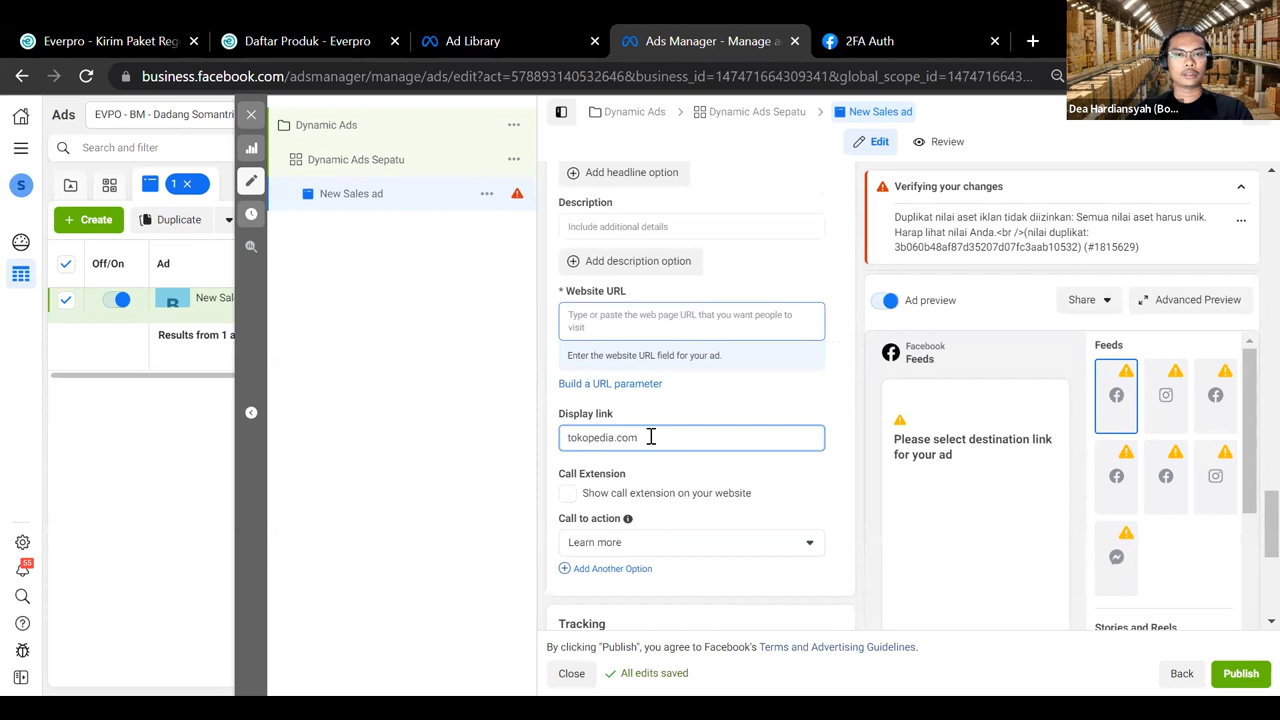 Everpro - Kirim Paket Reg
Daftar Produk - Everpro
Ad Library
Ads Manager - Manage a
2FA Auth
business.facebook.com/adsmanager/manage/ads/edit?act=578893140532646&business_id=147471664309341&global_scope_id=1474716643...
Dea Hardiansyah (Bo...
Ads
EVPO - BM - Dadang Somantri
Search and filter
1
Create
Duplicate
Off/On
Ad
New Sal
Results from 1 a
S
55
Dynamic Ads
Dynamic Ads Sepatu
New Sales ad
Dynamic Ads
Dynamic Ads Sepatu
New Sales ad
Edit
Review
Add headline option
Description
Include additional details
Add description option
* Website URL
Type or paste the web page URL that you want people to
visit
Enter the website URL field for your ad.
Build a URL parameter
Display link
tokopedia.com
Call Extension
Show call extension on your website
Call to action
Learn more
Add Another Option
Tracking
Verifying your changes
Duplikat nilai aset iklan tidak diizinkan: Semua nilai aset harus unik.
Harap lihat nilai Anda.<br />(nilai duplikat:
3b060b48af87d35207d07fc3aab10532) (#1815629)
Ad preview
Share
Advanced Preview
Facebook
Feeds
Please select destination link
for your ad
Feeds
Stories and Reels
By clicking "Publish", you agree to Facebook's Terms and Advertising Guidelines.
Close
All edits saved
Back
Publish